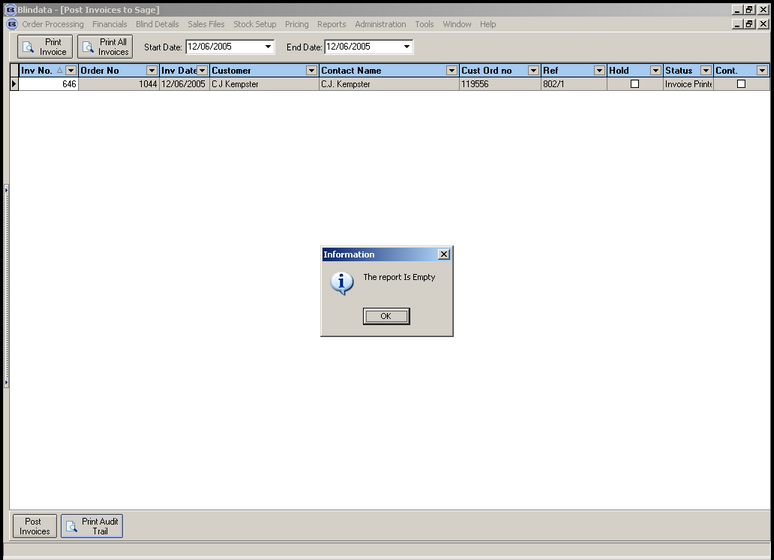 Blindata - [Post Invoices to Sage]
Order Processing Financials Blind Details Sales Files Stock Setup Pricing Reports Administration Tools Window Help
Print Invoice Print All Invoices Start Date: 12/06/2005 End Date: 12/06/2005
Inv No. Order No Inv Date Customer Contact Name Cust Ord no Ref Hold Status Cont.
646 1044 12/06/2005 C J Kempster C.J. Kempster 119556 802/1 Invoice Printe
Information
The report Is Empty
OK
Post Invoices Print Audit Trail